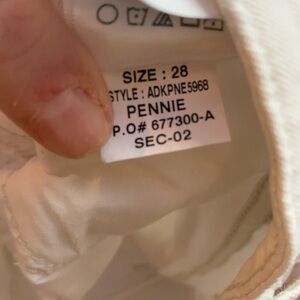 SIZE : 28
STYLE : ADKPNE5968
PENNIE
P.O# 677300-A
SEC-02